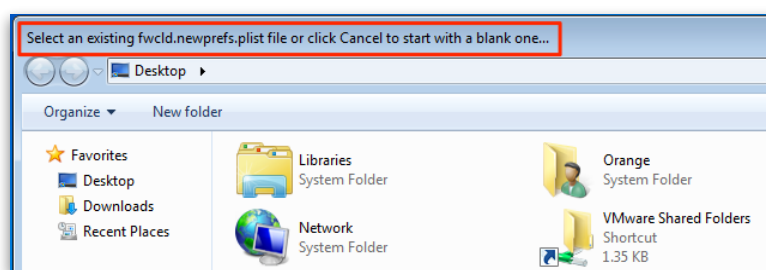 Select an existing fwcld.newprefs.plist file or click Cancel to start with a blank one...
Desktop
Organize New folder
Favorites
Desktop
Downloads
Recent Places
Libraries
System Folder
Orange
System Folder
Network
System Folder
VMware Shared Folders
Shortcut
1.35 KB